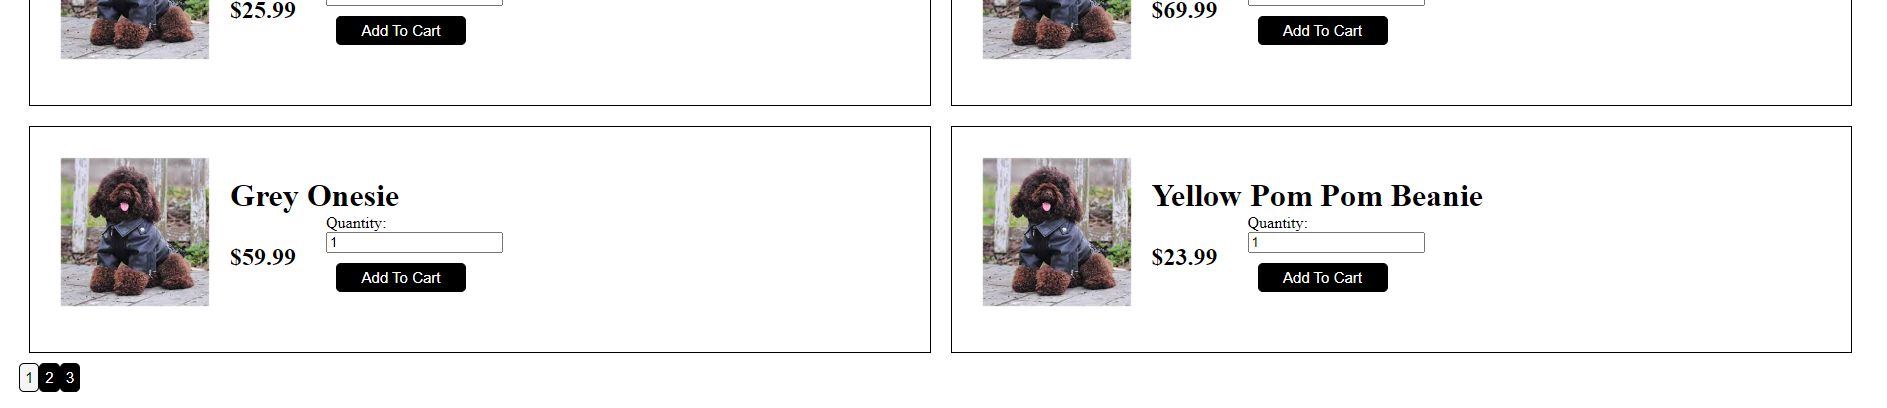 $25.99
Add To Cart
$69.99
Add To Cart
Grey Onesie
Quantity:
1
$59.99
Add To Cart
Yellow Pom Pom Beanie
Quantity:
1
$23.99
Add To Cart
1 2 3